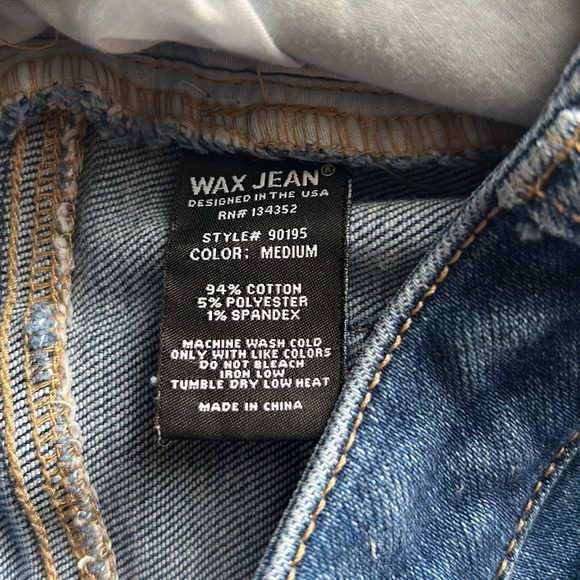 WAX JEAN®
DESIGNED IN THE USA
RN# 134352
STYLE# 90195
COLOR: MEDIUM
94% COTTON
5% POLYESTER
1% SPANDEX
MACHINE WASH COLD
ONLY WITH LIKE COLORS
DO NOT BLEACH
IRON LOW
TUMBLE DRY LOW HEAT
MADE IN CHINA